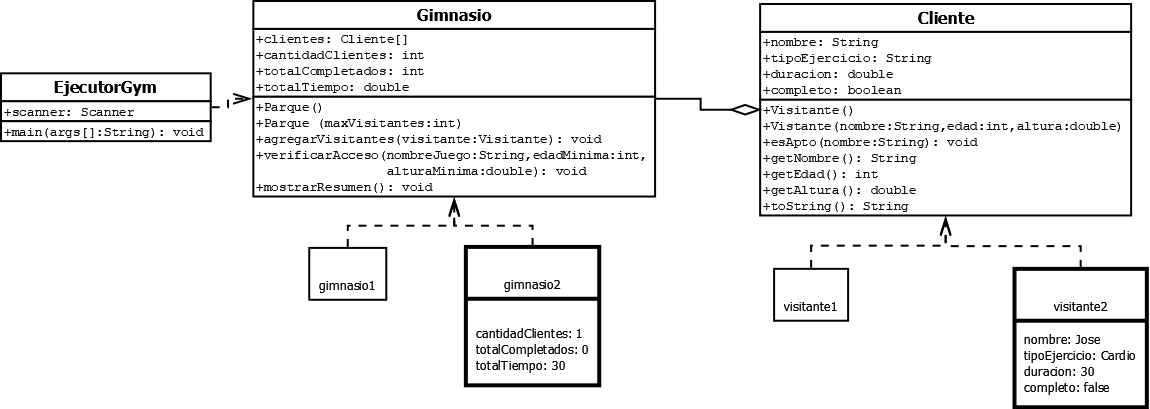 EjecutorGym
+scanner: Scanner
+main(args[]:String): void
Gimnasio
+clientes: Cliente[]
+cantidadClientes: int
+totalCompletados: int
+totalTiempo: double
+Parque()
+Parque (maxVisitantes:int)
+agregarVisitantes(visitante:Visitante): void
+verificarAcceso(nombreJuego:String,edadMinima:int,
alturaMinima:double): void
+mostrarResumen(): void
Cliente
+nombre: String
+tipoEjercicio: String
+duracion: double
+completo: boolean
+Visitante()
+Vistante(nombre:String,edad:int,altura:double)
+esApto(nombre:String): void
+getNombre(): String
+getEdad(): int
+getAltura(): double
+toString(): String
gimnasio1
gimnasio2
cantidadClientes: 1
totalCompletados: 0
totalTiempo: 30
visitante1
visitante2
nombre: Jose
tipoEjercicio: Cardio
duracion: 30
completo: false